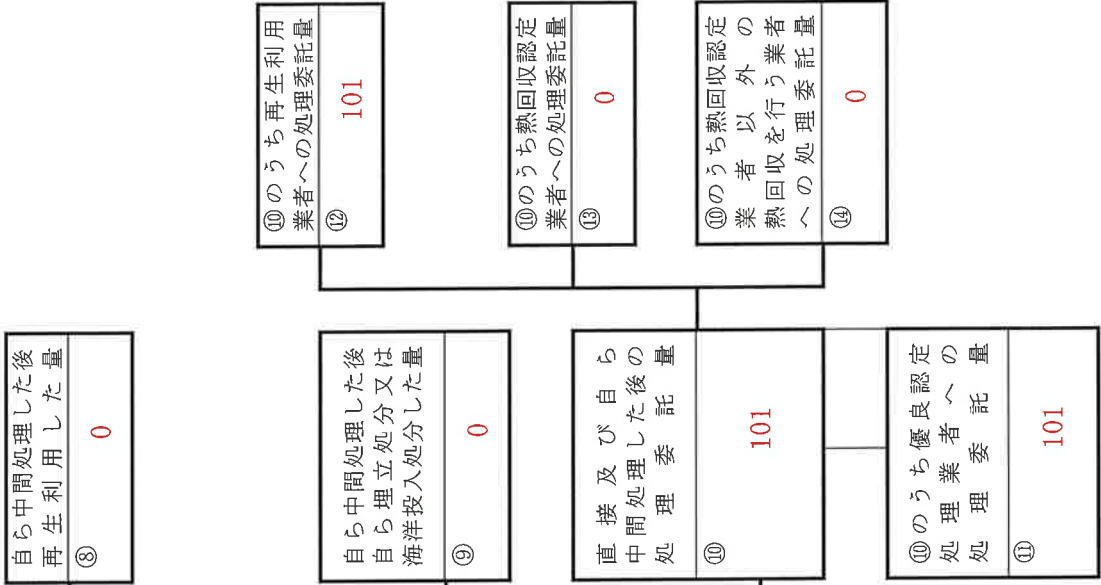 自ら中間処理した後
再生利用した量
⑧
0
自ら中間処理した後
自ら埋立処分又は
海洋投入処分した量
⑨
0
直接及び自ら
中間処理した後の
処理委託量
⑩
101
⑩のうち優良認定
処理業者への
処理委託量
⑪
101
⑩のうち再生利用
業者への処理委託量
⑫
101
⑩のうち熱回収認定
業者への処理委託量
⑬
0
⑩のうち熱回収認定
業者以外の
熱回収を行う業者
への処理委託量
⑭
0